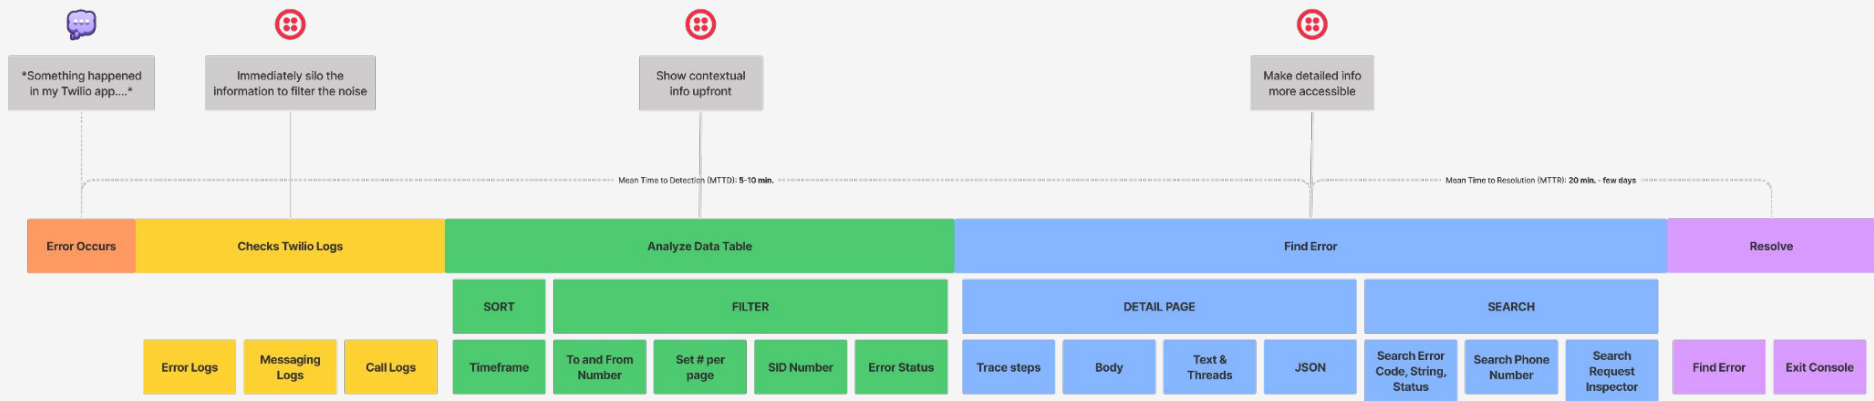 *Something happened
in my Twilio app....*
Immediately silo the
information to filter the noise
Show contextual
info upfront
Make detailed info
more accessible
Mean Time to Detection (MTTD): 5-10 min.
Mean Time to Resolution (MTTR): 20 min. - few days
Error Occurs
Checks Twilio Logs
Analyze Data Table
Find Error
Resolve
SORT
FILTER
DETAIL PAGE
SEARCH
Error Logs
Messaging
Logs
Call Logs
Timeframe
To and From
Number
Set # per
page
SID Number
Error Status
Trace steps
Body
Text &
Threads
JSON
Search Error
Code, String,
Status
Search Phone
Number
Search
Request
Inspector
Find Error
Exit Console